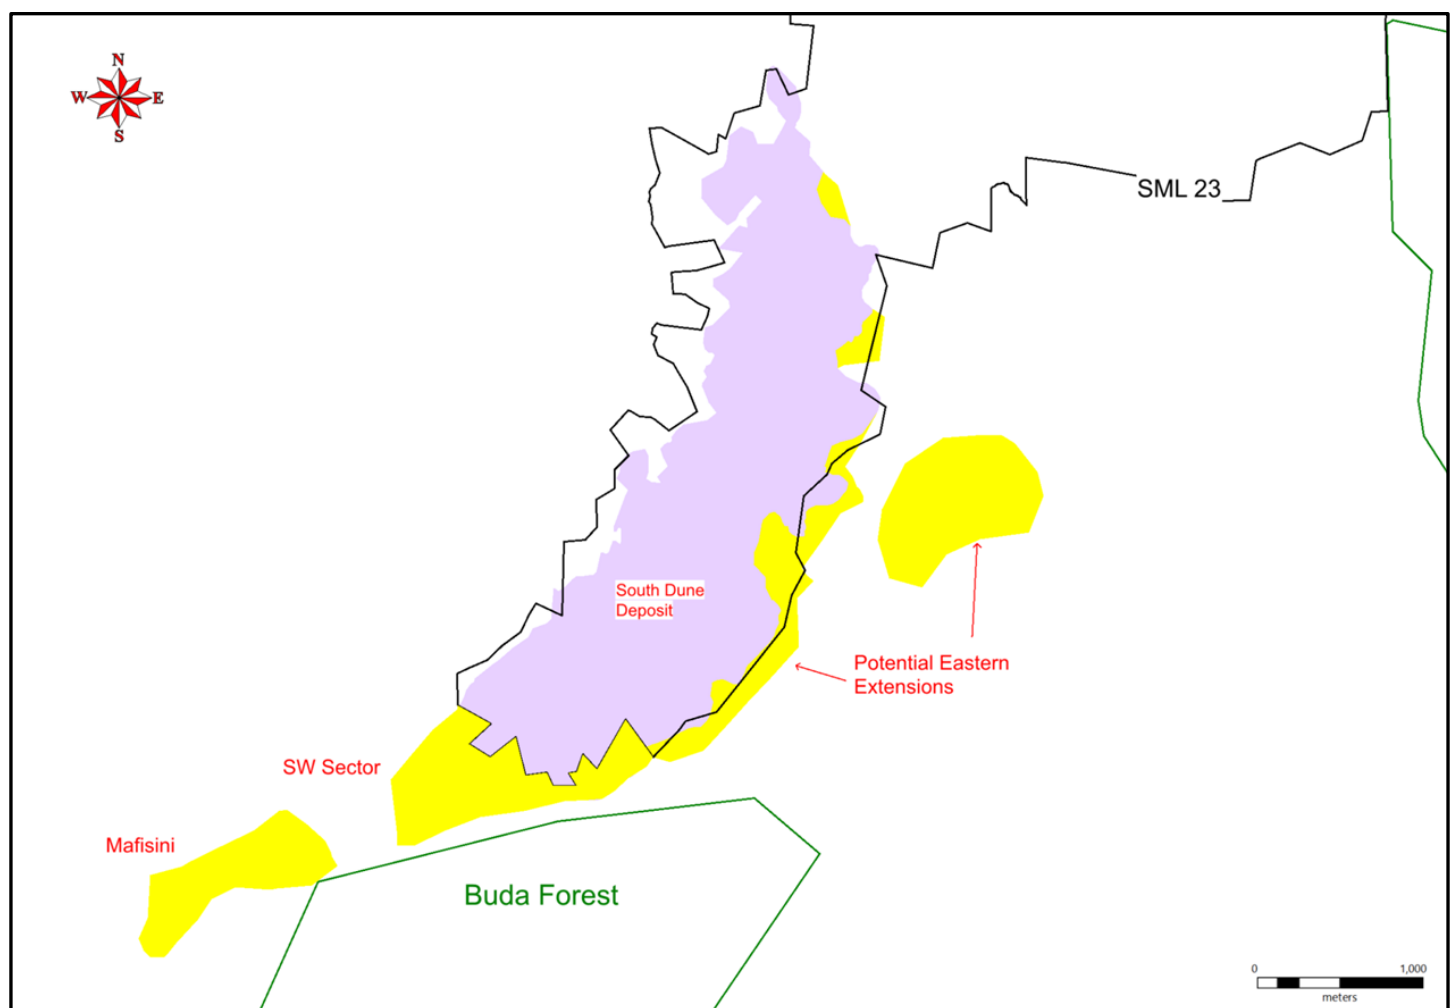 N
W E
S
SML 23
South Dune
Deposit
Potential Eastern
Extensions
SW Sector
Mafisini
Buda Forest
0 1,000
meters